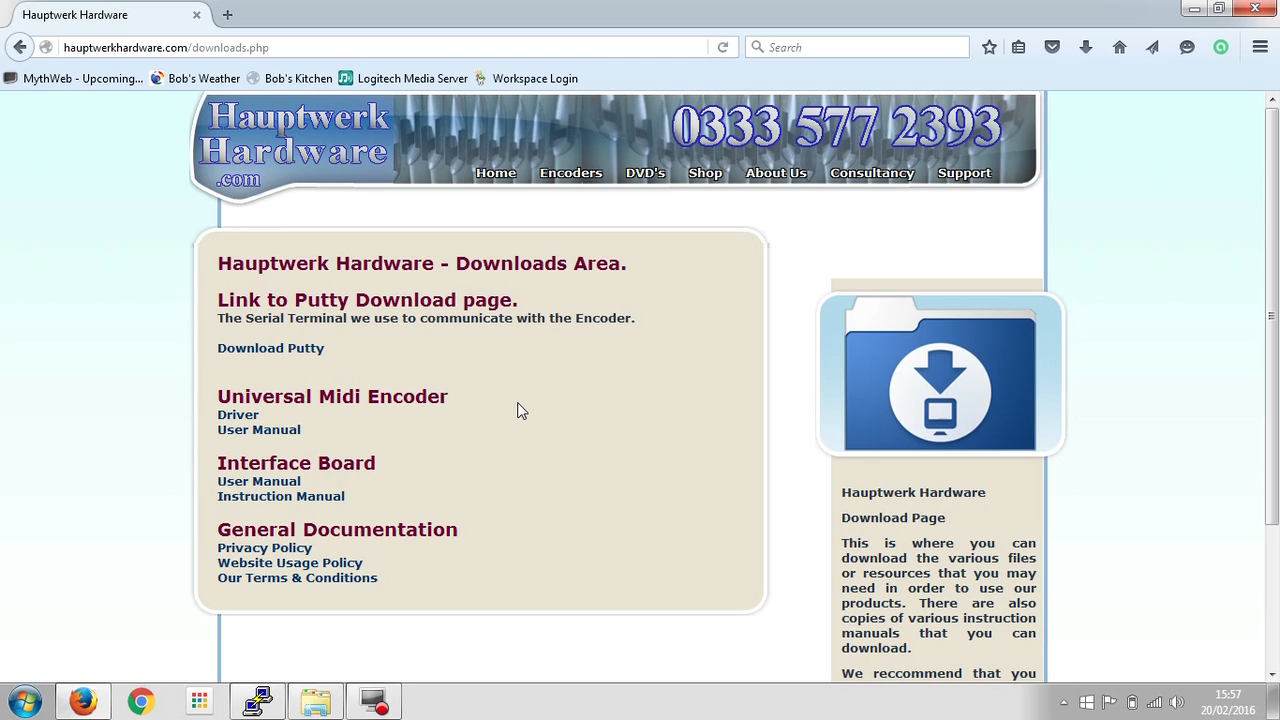 Hauptwerk Hardware
hauptwerkhardware.com/downloads.php
Search
MythWeb - Upcoming...
Bob's Weather
Bob's Kitchen
Logitech Media Server
Workspace Login
Hauptwerk
Hardware
.com
0333 577 2393
Home
Encoders
DVD's
Shop
About Us
Consultancy
Support
Hauptwerk Hardware - Downloads Area.
Link to Putty Download page.
The Serial Terminal we use to communicate with the Encoder.
Download Putty
Universal Midi Encoder
Driver
User Manual
Interface Board
User Manual
Instruction Manual
General Documentation
Privacy Policy
Website Usage Policy
Our Terms & Conditions
Hauptwerk Hardware
Download Page
This is where you can
download the various files
or resources that you may
need in order to use our
products. There are also
copies of various instruction
manuals that you can
download.
We reccommend that you
15:57
20/02/2016